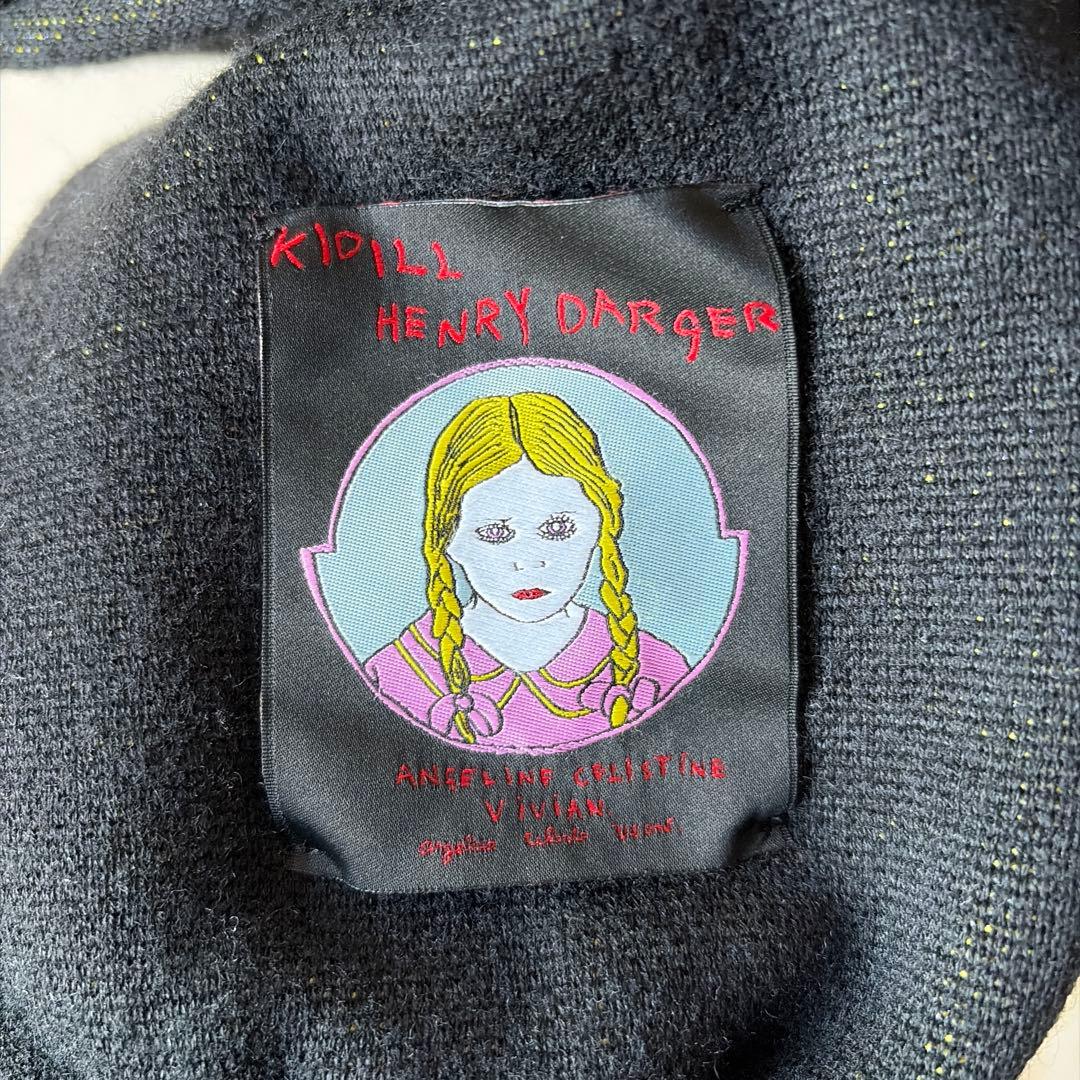 KIDILL
HENRY DARGER
ANGELINE CELISTINE
VIVIAN.